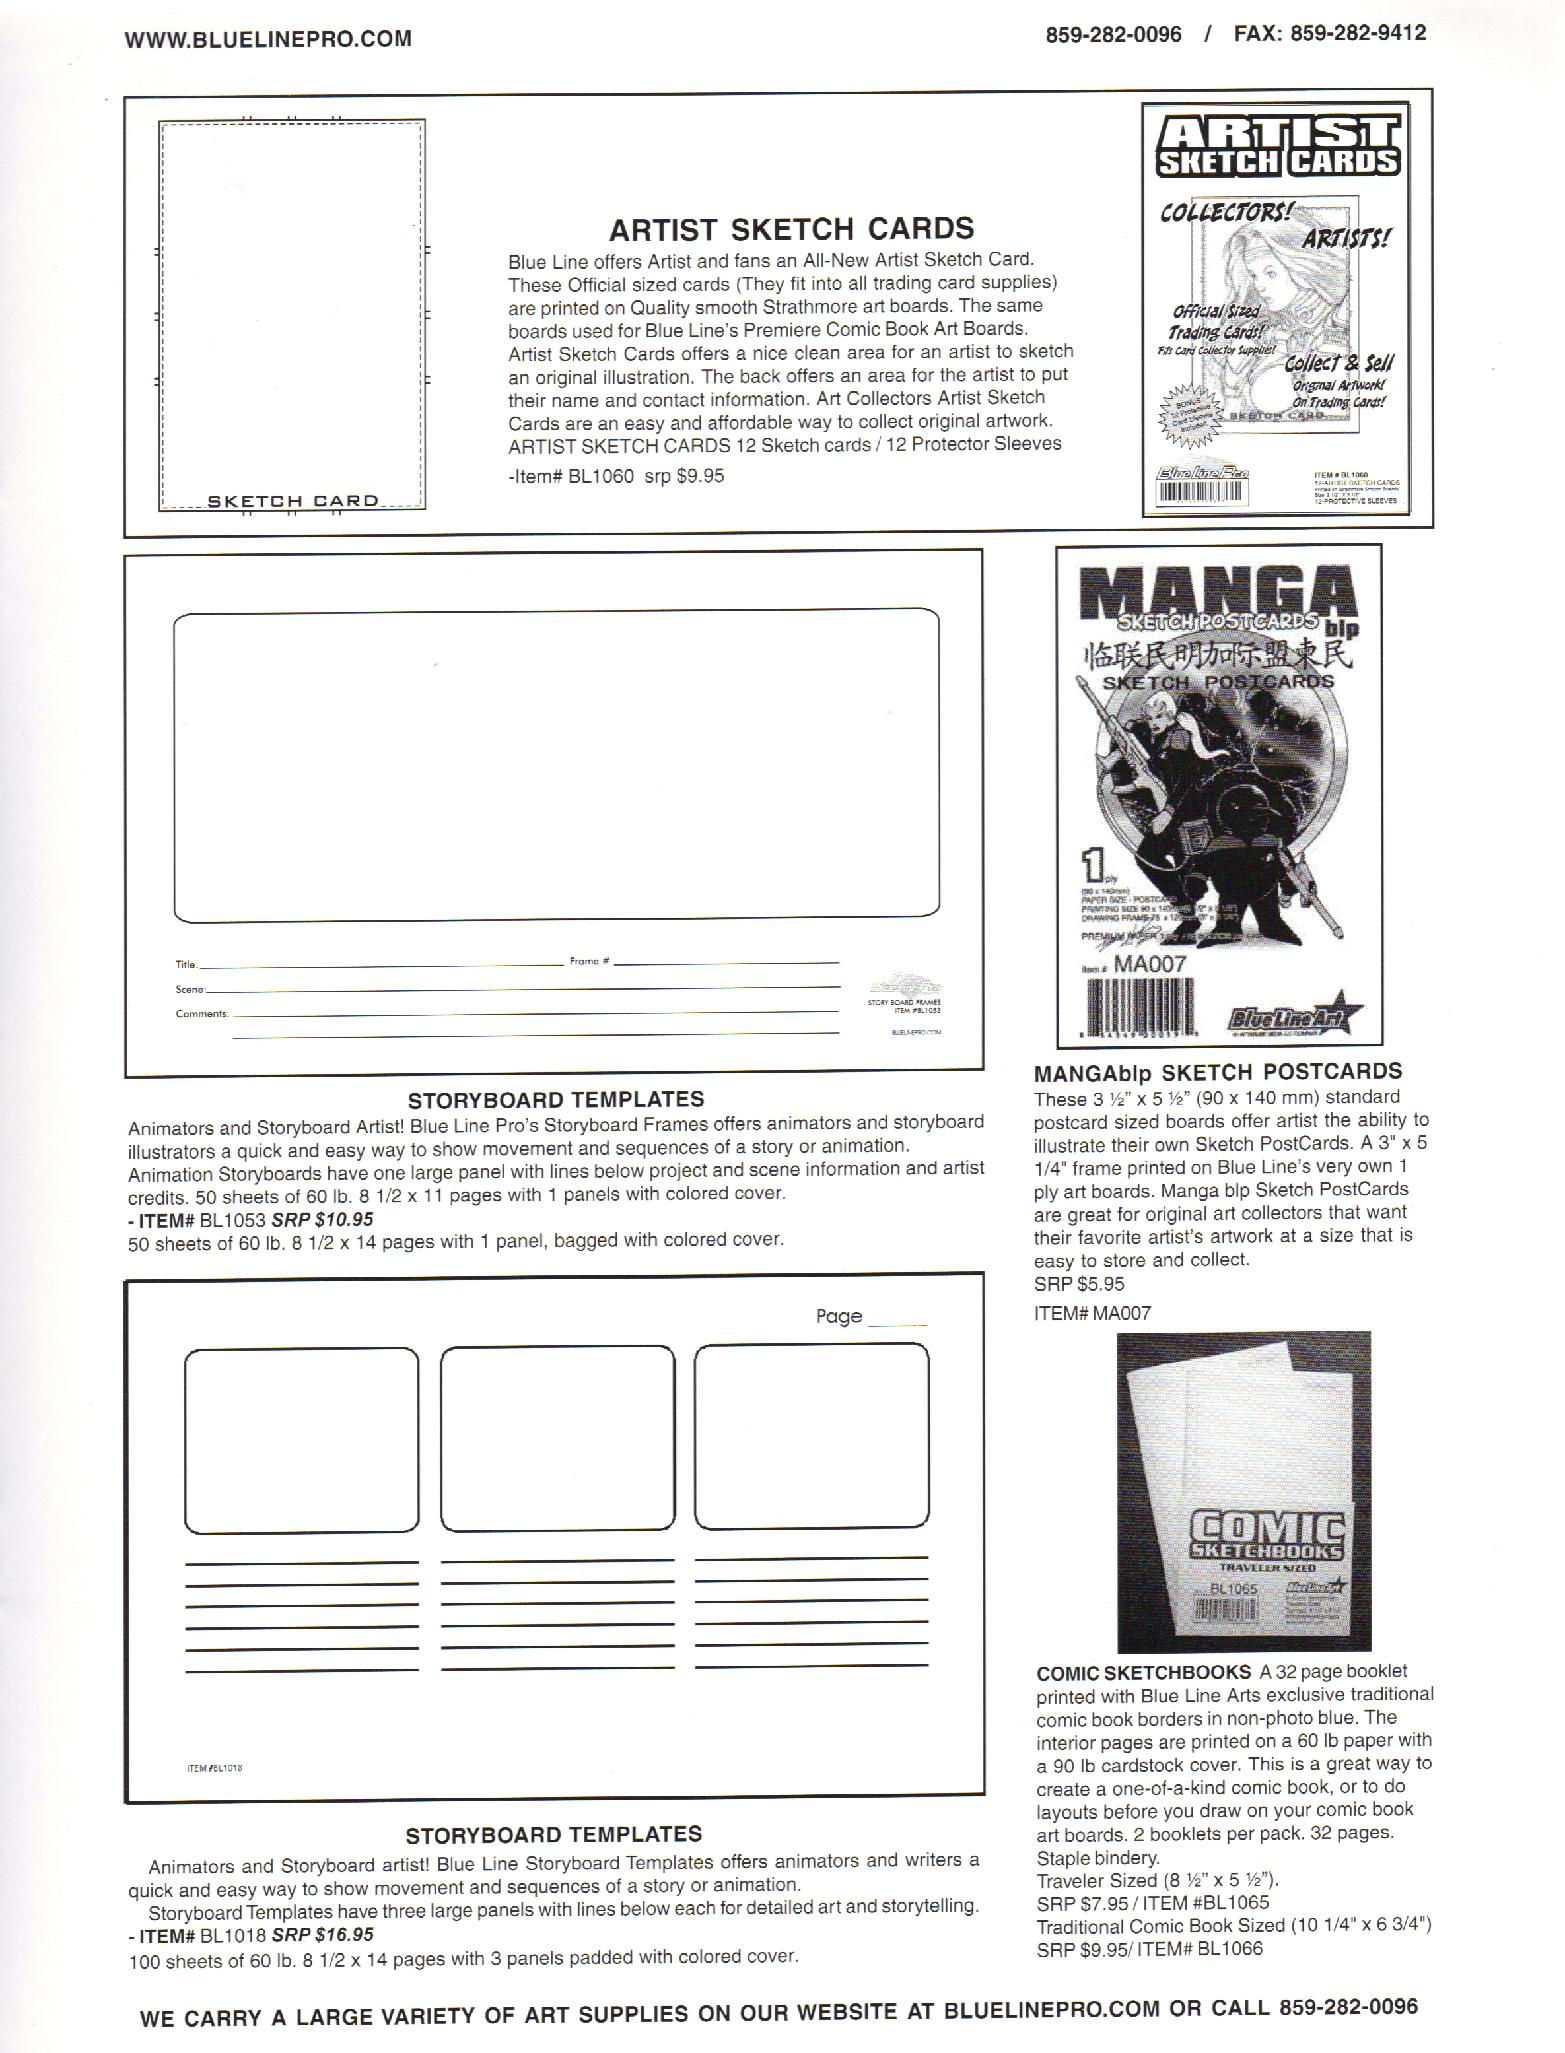 WWW.BLUELINEPRO.COM
859-282-0096 / FAX: 859-282-9412
SKETCH CARD
ARTIST SKETCH CARDS
Blue Line offers Artist and fans an All-New Artist Sketch Card.
These Official sized cards (They fit into all trading card supplies)
are printed on Quality smooth Strathmore art boards. The same
boards used for Blue Line's Premiere Comic Book Art Boards.
Artist Sketch Cards offers a nice clean area for an artist to sketch
an original illustration. The back offers an area for the artist to put
their name and contact information. Art Collectors Artist Sketch
Cards are an easy and affordable way to collect original artwork.
ARTIST SKETCH CARDS 12 Sketch cards / 12 Protector Sleeves
-Item# BL1060 srp $9.95
ARTIST
SKETCH CARDS
COLLECTORS!
ARTISTS!
Official Sized
Trading Cards!
Fits Card Collector Supplies!
Collect & Sell
Original Artwork!
On Trading Cards!
BONUS
12 Protective
Card Sleeves
Included!
SKETCH CARD
Blue Line Pro
ITEM # BL1060
12-ARTIST SKETCH CARDS
12-PROTECTIVE SLEEVES
Title:
Frame #
Scene:
Comments:
Blue Line Pro
STORY BOARD FRAMES
ITEM #BL1053
BLUELINEPRO.COM
STORYBOARD TEMPLATES
Animators and Storyboard Artist! Blue Line Pro's Storyboard Frames offers animators and storyboard
illustrators a quick and easy way to show movement and sequences of a story or animation.
Animation Storyboards have one large panel with lines below project and scene information and artist
credits. 50 sheets of 60 lb. 8 1/2 x 11 pages with 1 panels with colored cover.
- ITEM# BL1053 SRP $10.95
50 sheets of 60 lb. 8 1/2 x 14 pages with 1 panel, bagged with colored cover.
Page
ITEM #BL1018
STORYBOARD TEMPLATES
Animators and Storyboard artist! Blue Line Storyboard Templates offers animators and writers a
quick and easy way to show movement and sequences of a story or animation.
Storyboard Templates have three large panels with lines below each for detailed art and storytelling.
- ITEM# BL1018 SRP $16.95
100 sheets of 60 lb. 8 1/2 x 14 pages with 3 panels padded with colored cover.
MANGA
SKETCH POSTCARDS
blp
临联民明加际盟東民
SKETCH POSTCARDS
1 ply
(90 x 140mm)
Item # MA007
Blue Line Art
MANGAblp SKETCH POSTCARDS
These 3 ½" x 5 ½" (90 x 140 mm) standard
postcard sized boards offer artist the ability to
illustrate their own Sketch PostCards. A 3" x 5
1/4" frame printed on Blue Line's very own 1
ply art boards. Manga blp Sketch PostCards
are great for original art collectors that want
their favorite artist's artwork at a size that is
easy to store and collect.
SRP $5.95
ITEM# MA007
COMIC
SKETCHBOOKS
TRAVELER SIZED
BL1065
Blue Line Art
COMIC SKETCHBOOKS A 32 page booklet
printed with Blue Line Arts exclusive traditional
comic book borders in non-photo blue. The
interior pages are printed on a 60 lb paper with
a 90 lb cardstock cover. This is a great way to
create a one-of-a-kind comic book, or to do
layouts before you draw on your comic book
art boards. 2 booklets per pack. 32 pages.
Staple bindery.
Traveler Sized (8 ½" x 5 ½").
SRP $7.95 / ITEM #BL1065
Traditional Comic Book Sized (10 1/4" x 6 3/4")
SRP $9.95/ ITEM# BL1066
WE CARRY A LARGE VARIETY OF ART SUPPLIES ON OUR WEBSITE AT BLUELINEPRO.COM OR CALL 859-282-0096